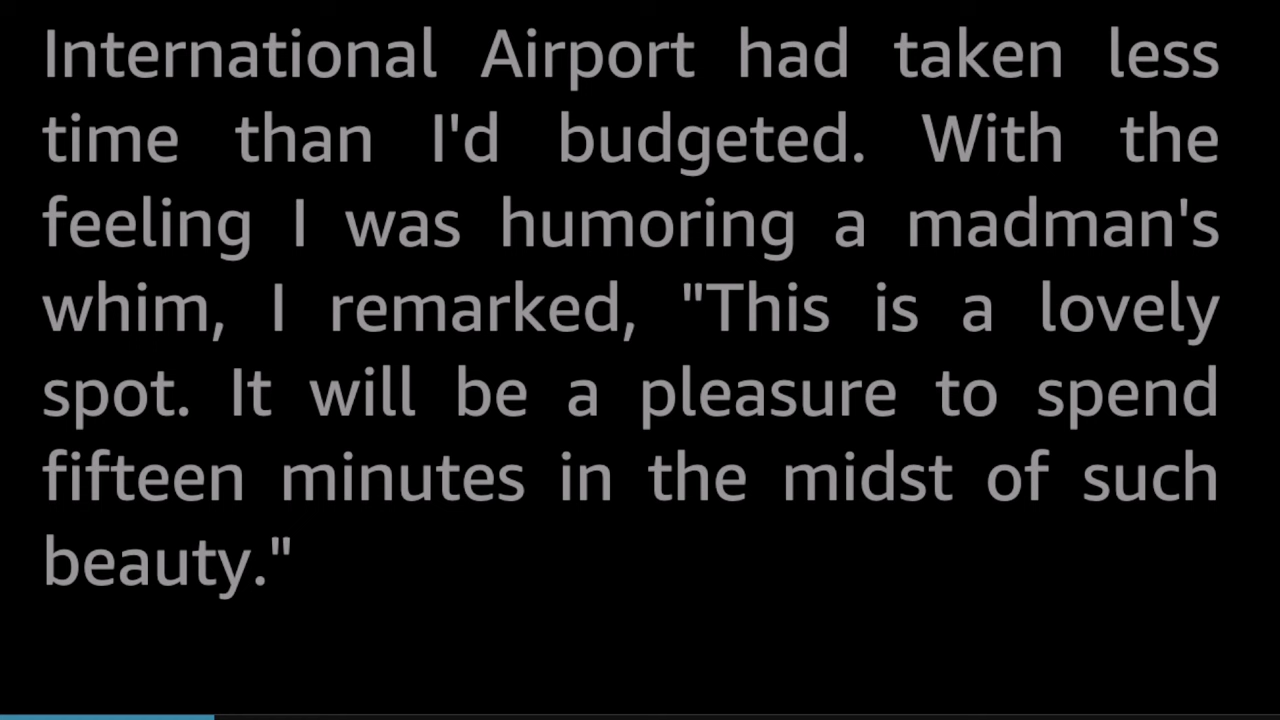 International Airport had taken less
time than I'd budgeted. With the
feeling I was humoring a madman's
whim, I remarked, "This is a lovely
spot. It will be a pleasure to spend
fifteen minutes in the midst of such
beauty."